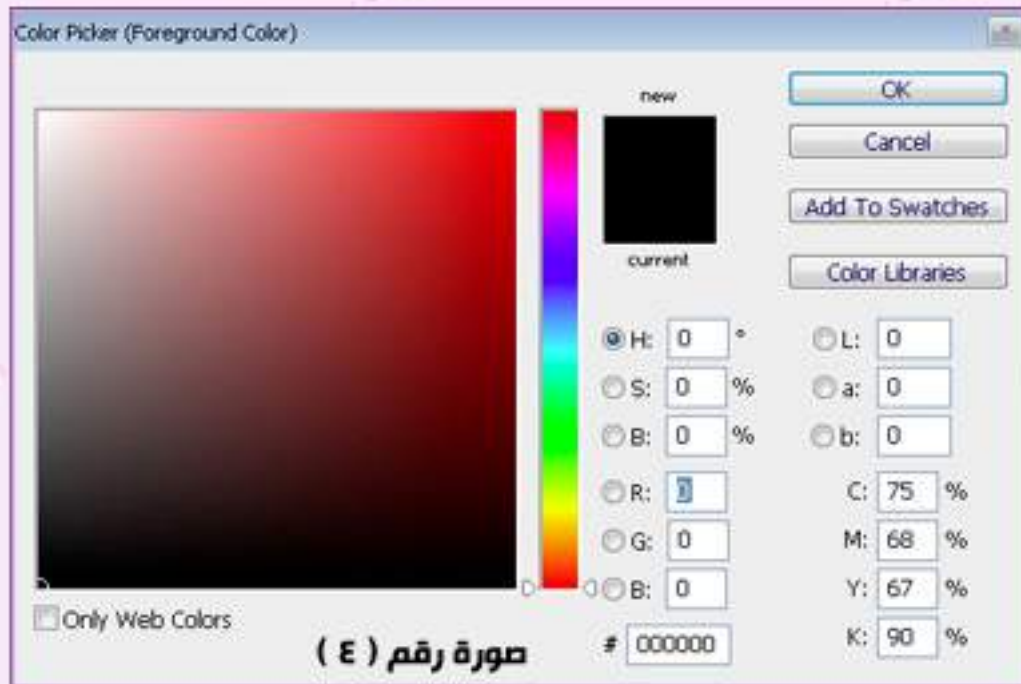 Color Picker (Foreground Color)
new
current
OK
Cancel
Add To Swatches
Color Libraries
H: 0 °
S: 0 %
B: 0 %
R: 0
G: 0
B: 0
# 000000
L: 0
a: 0
b: 0
C: 75 %
M: 68 %
Y: 67 %
K: 90 %
Only Web Colors
صورة رقم ( ٤ )